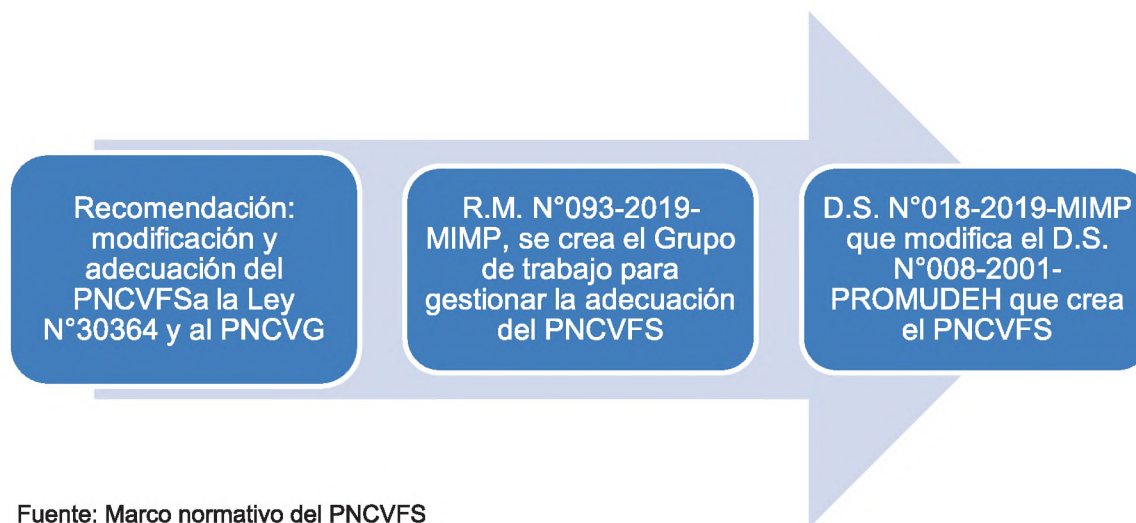 Recomendación:
modificación y
adecuación del
PNCVFSa la Ley
N°30364 y al PNCVG
R.M. N°093-2019-
MIMP, se crea el Grupo
de trabajo para
gestionar la adecuación
del PNCVFS
D.S. N°018-2019-MIMP
que modifica el D.S.
N°008-2001-
PROMUDEH que crea
el PNCVFS
Fuente: Marco normativo del PNCVFS